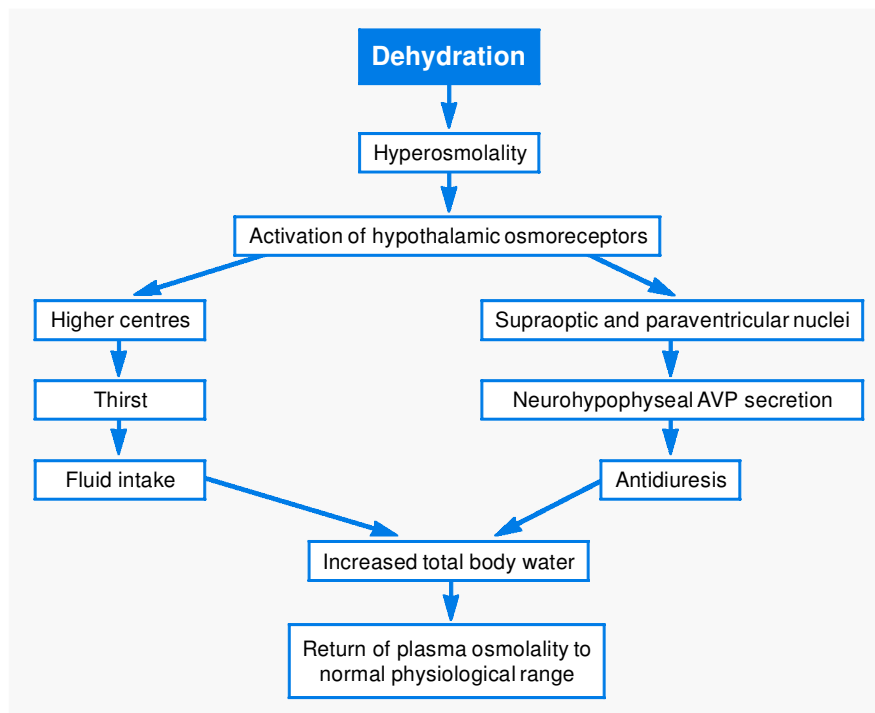 Dehydration
Hyperosmolality
Activation of hypothalamic osmoreceptors
Higher centres
Supraoptic and paraventricular nuclei
Thirst
Neurohypophyseal AVP secretion
Fluid intake
Antidiuresis
Increased total body water
Return of plasma osmolality to
normal physiological range